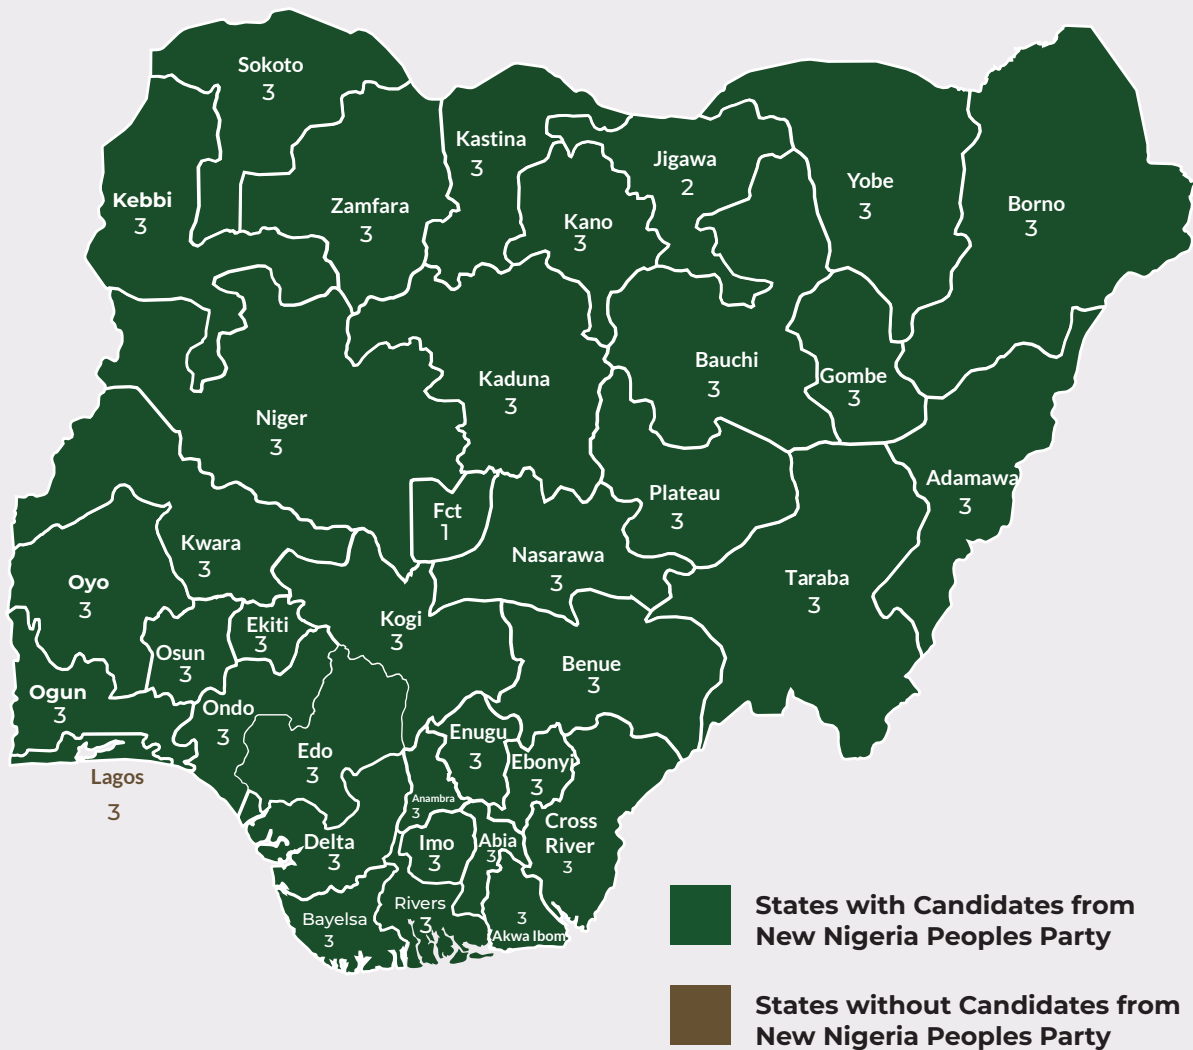 Sokoto
3
Kastina
3
Jigawa
2
Yobe
3
Borno
3
Kebbi
3
Zamfara
3
Kano
3
Bauchi
3
Gombe
3
Kaduna
3
Niger
3
Adamawa
3
Plateau
3
Fct
1
Nasarawa
3
Kwara
3
Oyo
3
Taraba
3
Ekiti
3
Kogi
3
Osun
3
Benue
3
Ogun
3
Ondo
3
Edo
3
Enugu
3
Ebonyi
3
Lagos
3
Anambra
3
Cross
River
3
Delta
3
Imo
3
Abia
3
Rivers
3
Bayelsa
3
3
Akwa Ibom
States with Candidates from
New Nigeria Peoples Party
States without Candidates from
New Nigeria Peoples Party